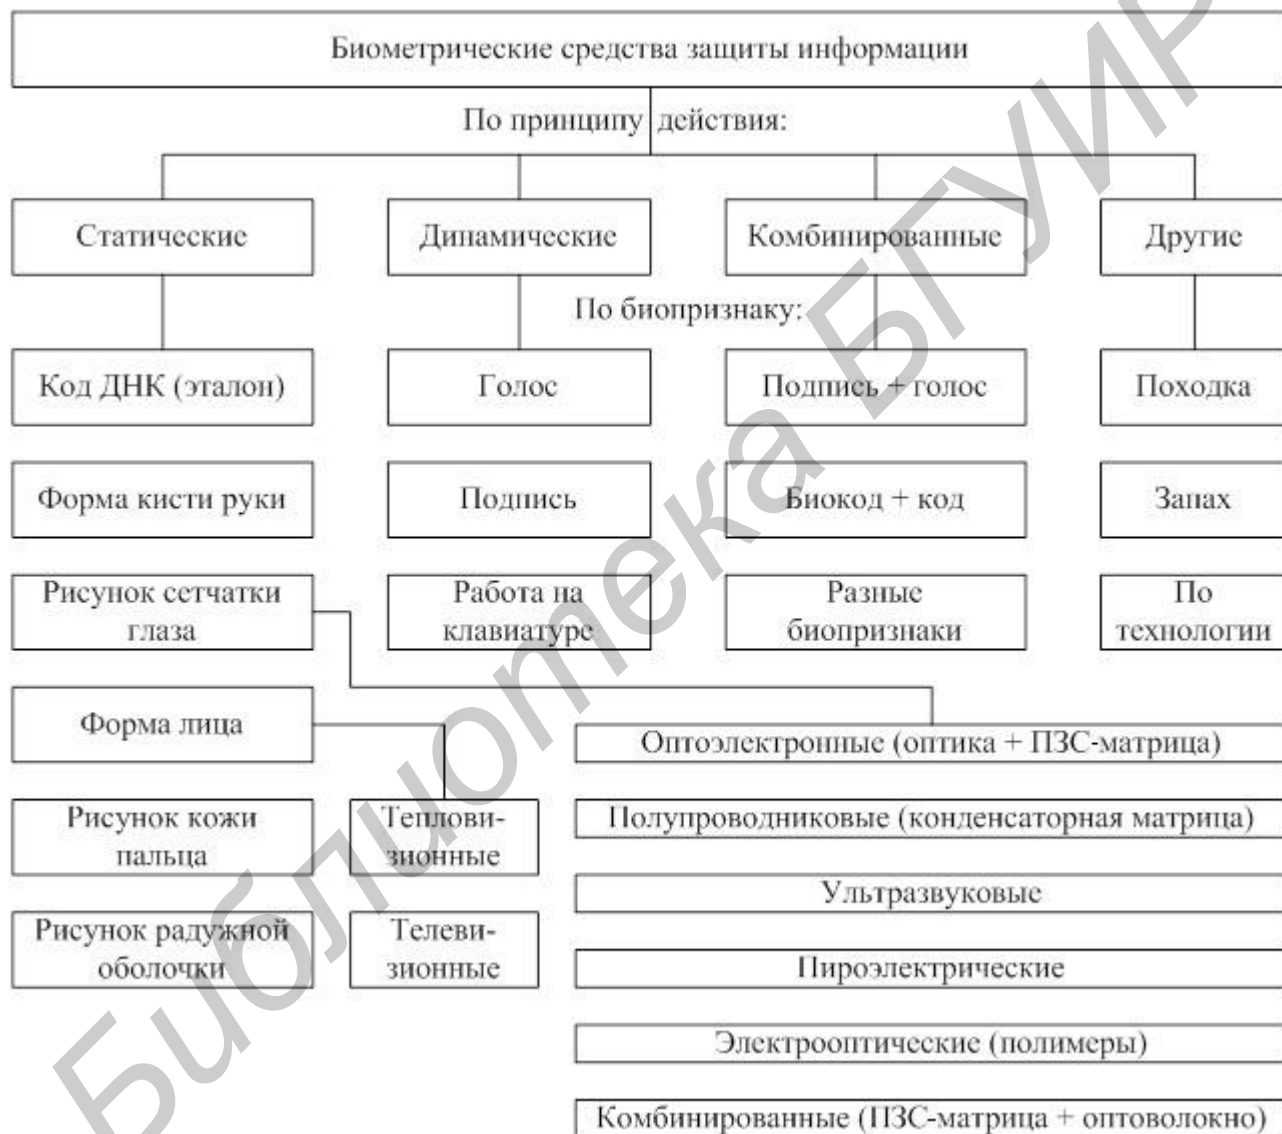 Биометрические средства защиты информации
По принципу действия:
Статические
Динамические
Комбинированные
Другие
По биопризнаку:
Код ДНК (эталон)
Голос
Подпись + голос
Походка
Форма кисти руки
Подпись
Биокод + код
Запах
Рисунок сетчатки
глаза
Работа на
клавиатуре
Разные
биопризнаки
По
технологии
Форма лица
Оптоэлектронные (оптика + ПЗС-матрица)
Рисунок кожи
пальца
Теплови-
зионные
Полупроводниковые (конденсаторная матрица)
Ультразвуковые
Рисунок радужной
оболочки
Телеви-
зионные
Пироэлектрические
Электрооптические (полимеры)
Комбинированные (ПЗС-матрица + оптоволокно)
Библиотека БГУИР